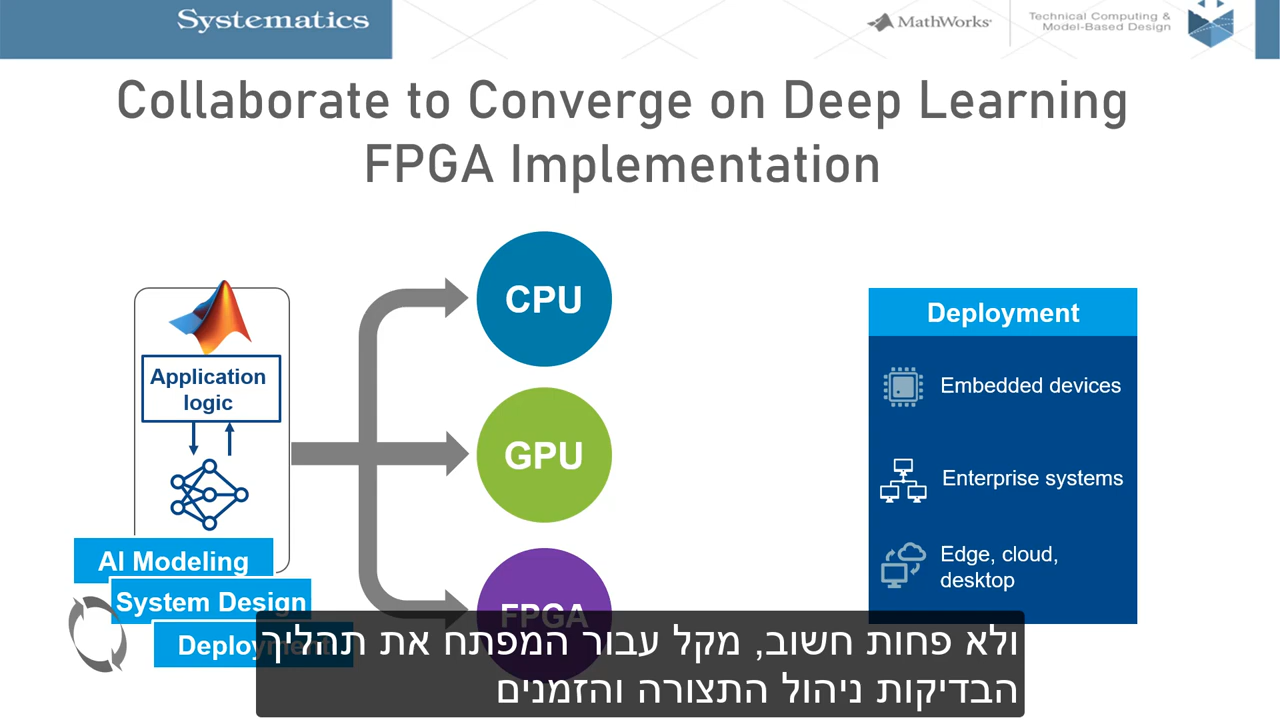 Systematics
MathWorks
Technical Computing &
Model-Based Design
Collaborate to Converge on Deep Learning
FPGA Implementation
CPU
Application
logic
GPU
FPGA
AI Modeling
System Design
Deployment
Deployment
Embedded devices
Enterprise systems
Edge, cloud,
desktop
ולא פחות חשוב, מקל עבור המפתח את תהליך
הבדיקות ניהול התצורה והזמנים